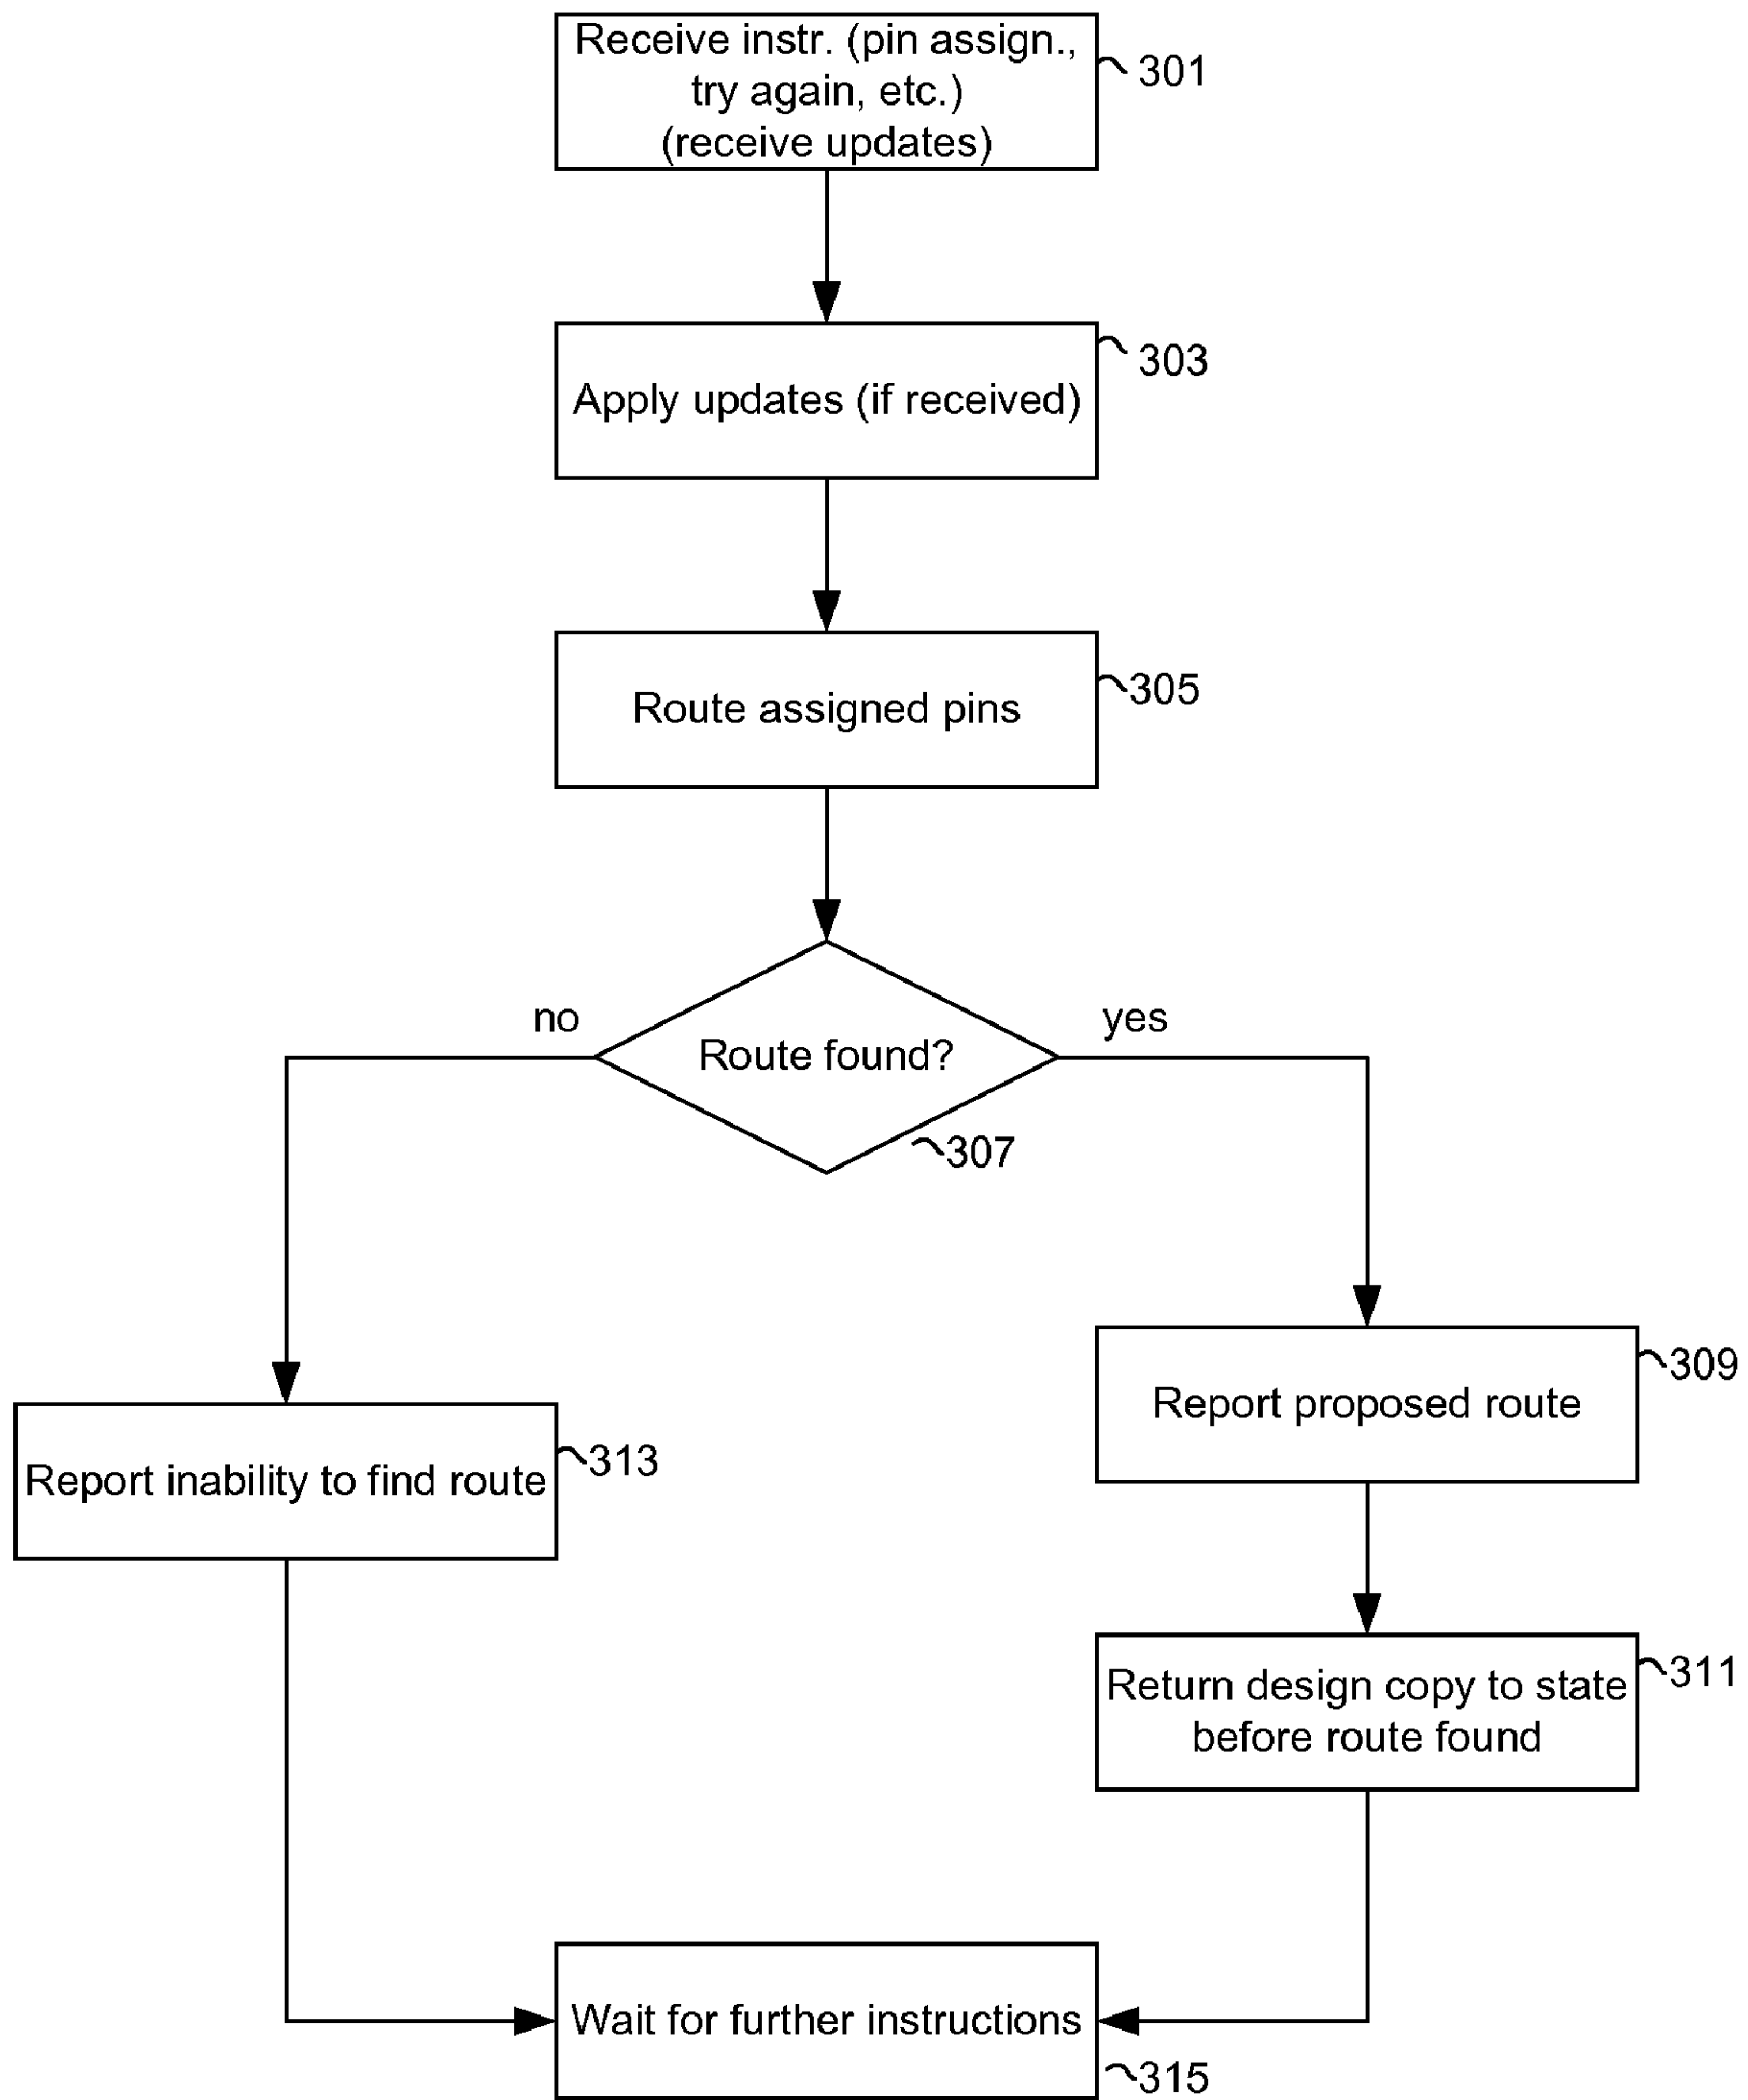 Receive instr. (pin assign.,
try again, etc.)
(receive updates)
301
Apply updates (if received)
303
Route assigned pins
305
no
yes
Route found?
307
Report proposed route
309
Report inability to find route
313
Return design copy to state
before route found
311
Wait for further instructions
315